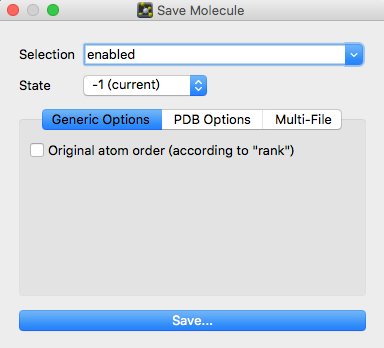 Save Molecule
Selection enabled
State -1 (current)
Generic Options PDB Options Multi-File
Original atom order (according to "rank")
Save...